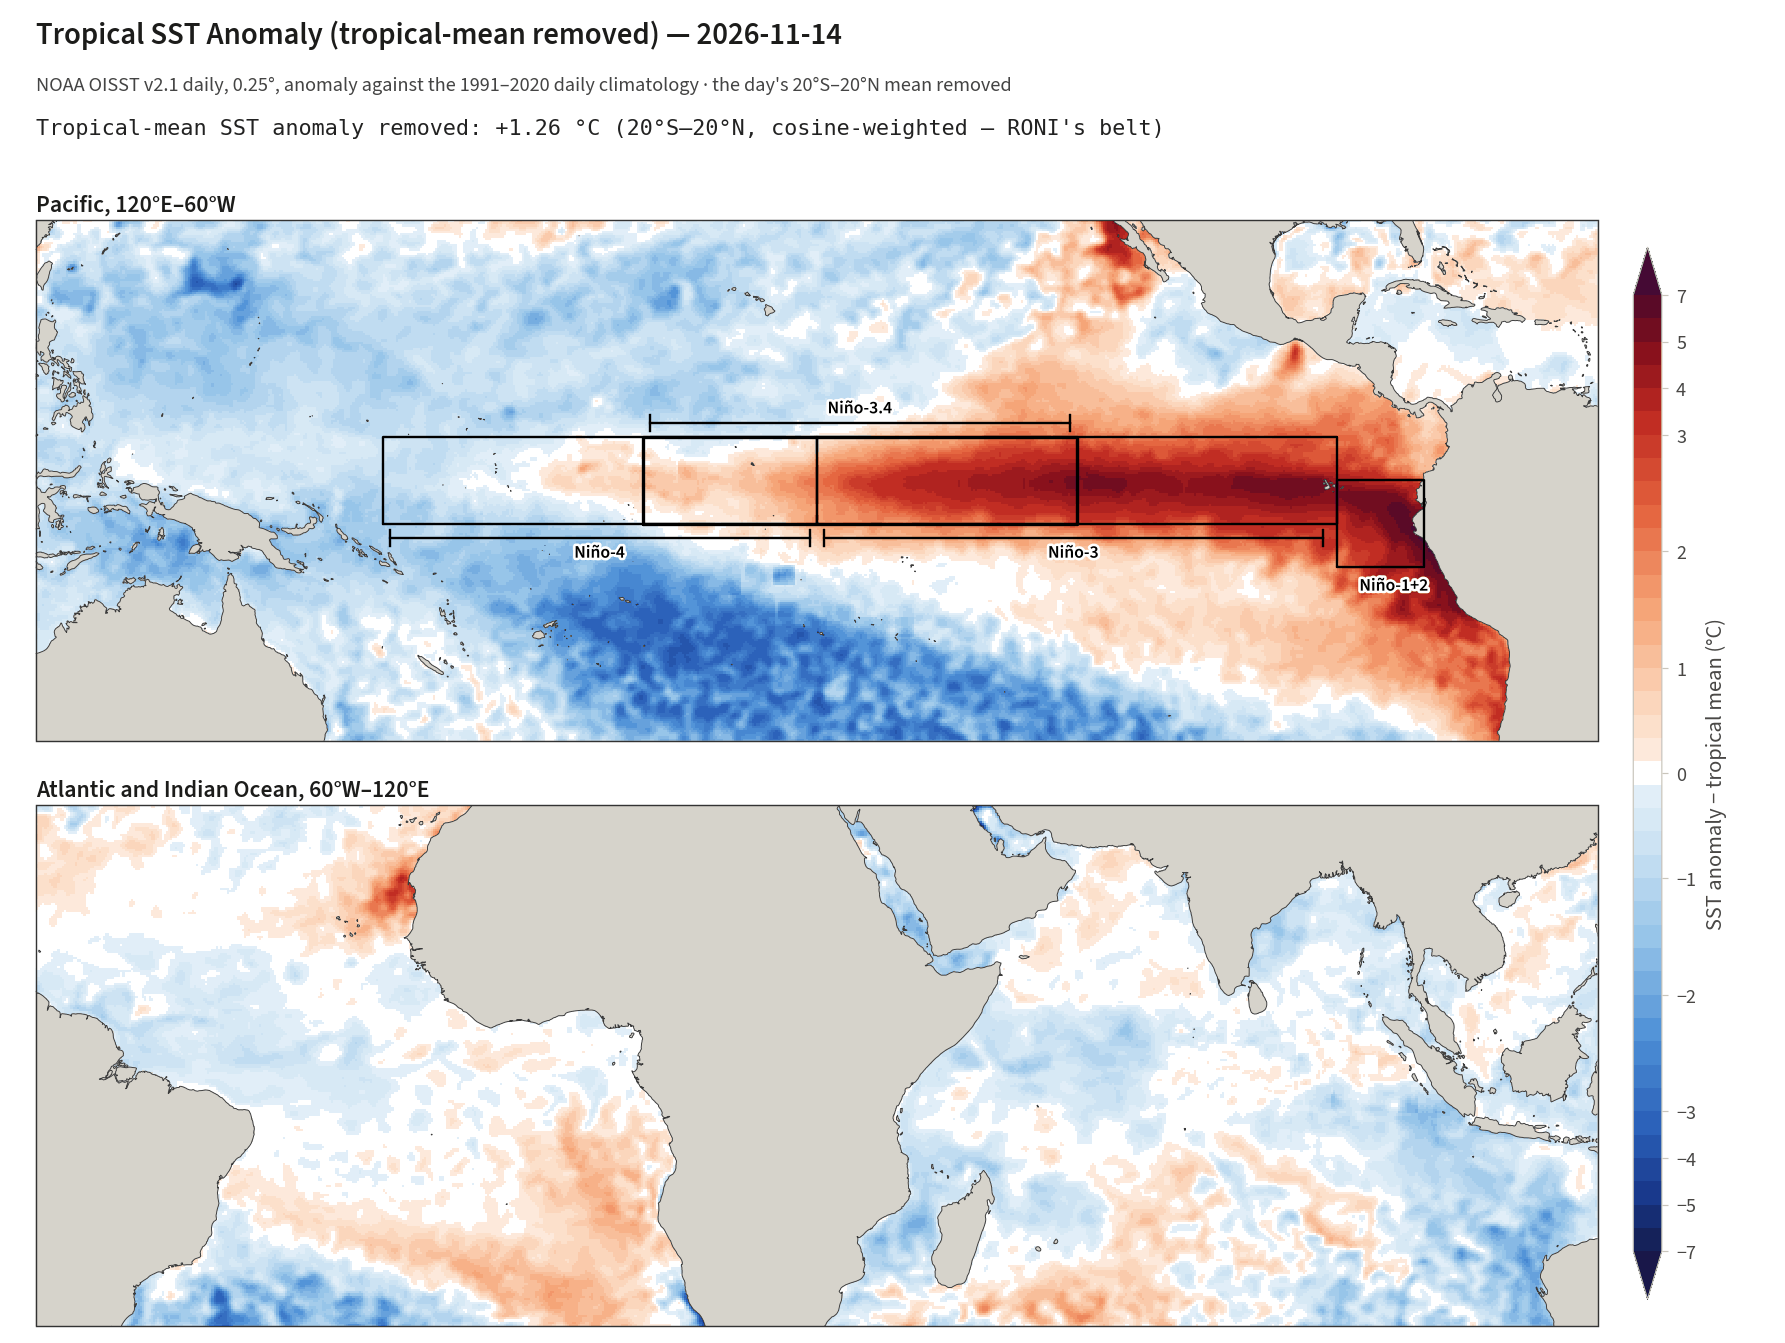 Tropical SST Anomaly (tropical-mean removed) — 2026-11-14
NOAA OISST v2.1 daily, 0.25°, anomaly against the 1991–2020 daily climatology · the day's 20°S–20°N mean removed
Tropical-mean SST anomaly removed: +1.26 °C (20°S–20°N, cosine-weighted — RONI's belt)
Pacific, 120°E–60°W
Niño-3.4
Niño-4
Niño-3
Niño-1+2
Atlantic and Indian Ocean, 60°W–120°E
7
5
4
3
2
1
0
−1
−2
−3
−4
−5
−7
SST anomaly − tropical mean (°C)